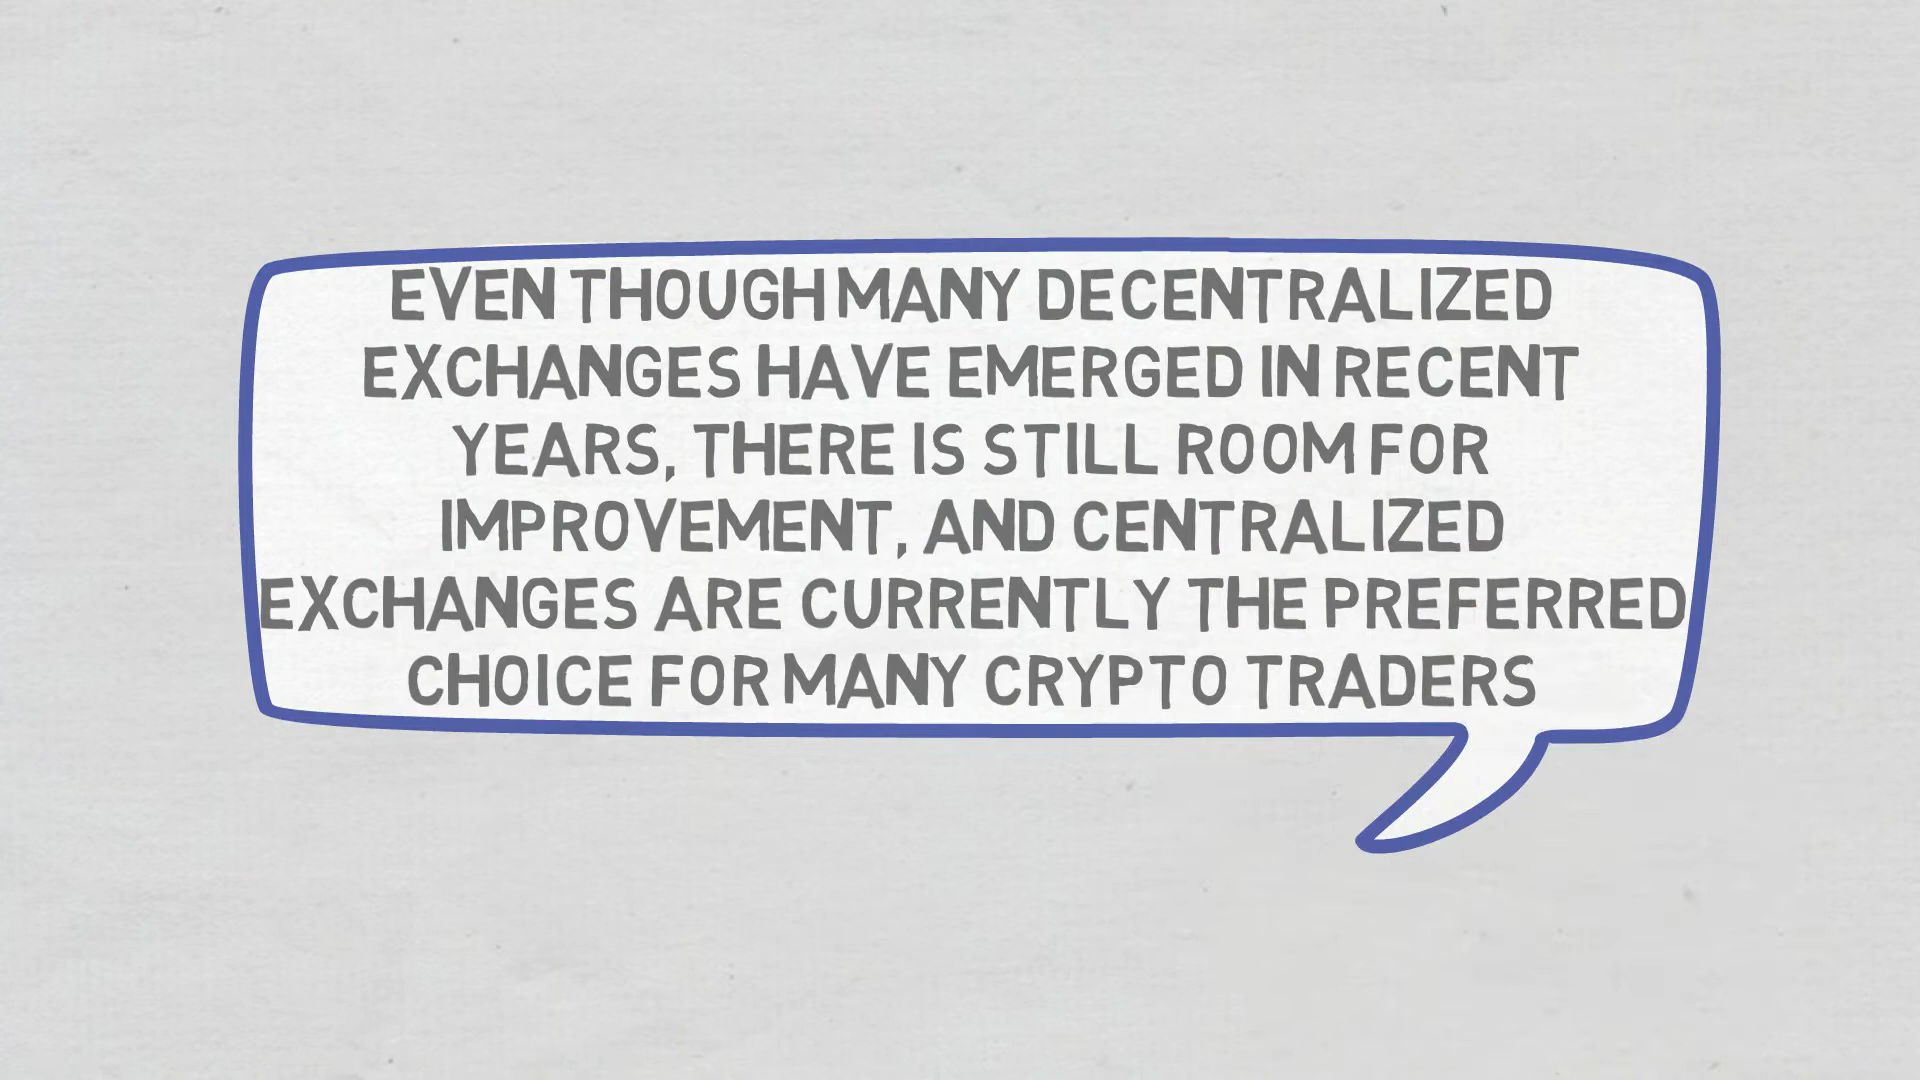 EVEN THOUGH MANY DECENTRALIZED
EXCHANGES HAVE EMERGED IN RECENT
YEARS, THERE IS STILL ROOM FOR
IMPROVEMENT, AND CENTRALIZED
EXCHANGES ARE CURRENTLY THE PREFERRED
CHOICE FOR MANY CRYPTO TRADERS